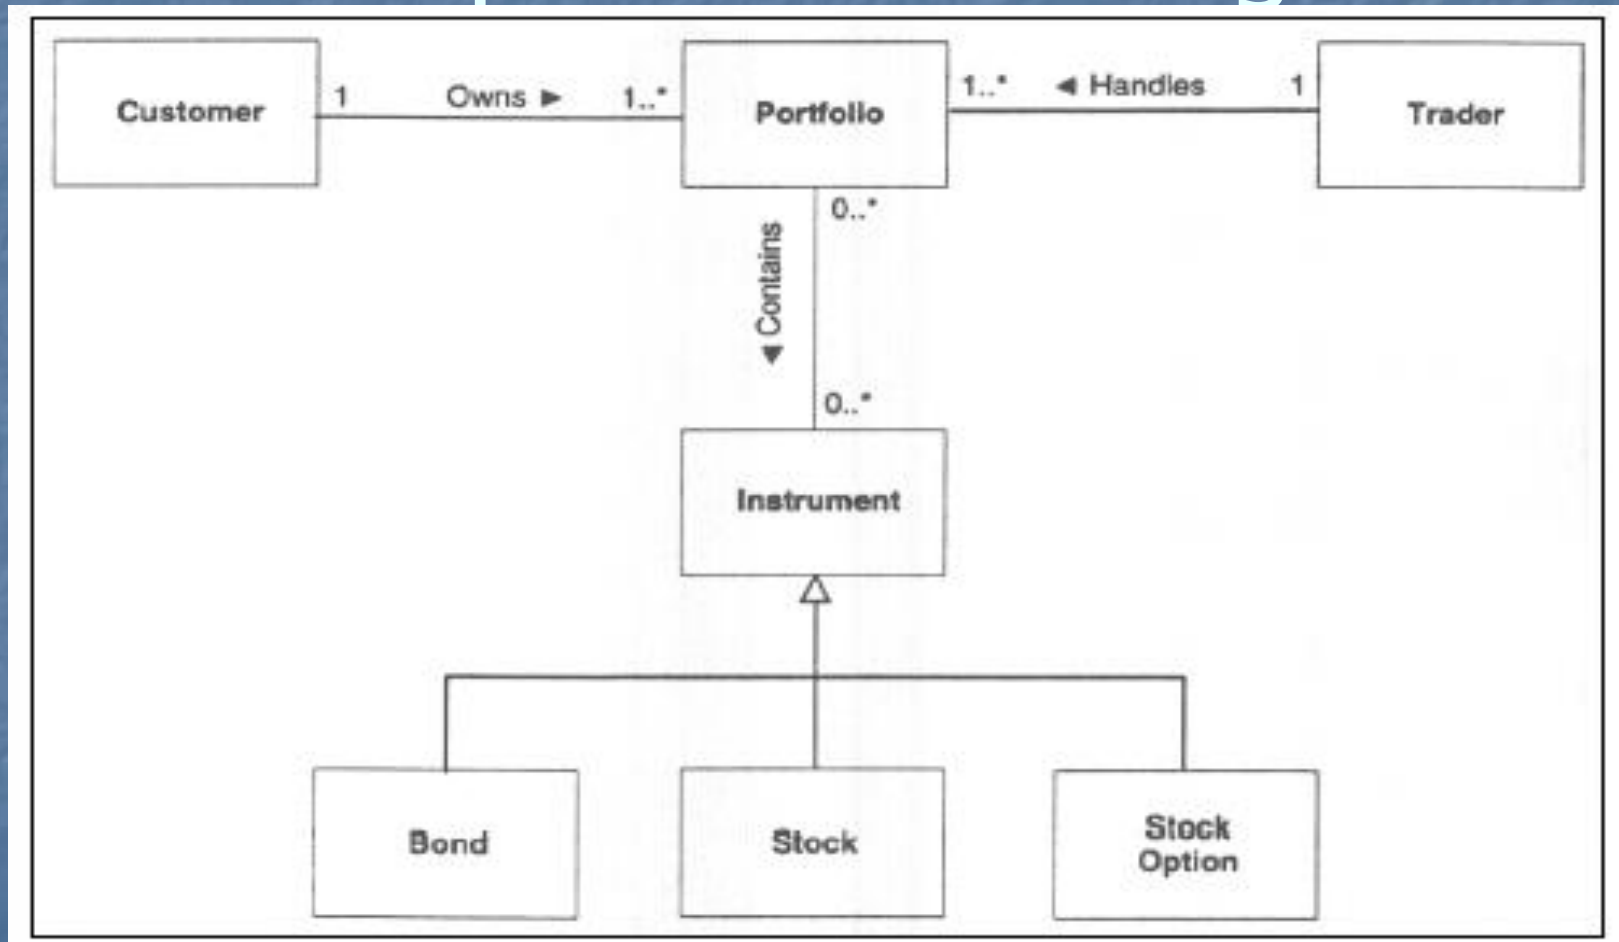 Customer
1
Owns ►
1..*
Portfolio
1..*
◄ Handles
1
Trader
0..*
◄ Contains
0..*
Instrument
Bond
Stock
Stock
Option